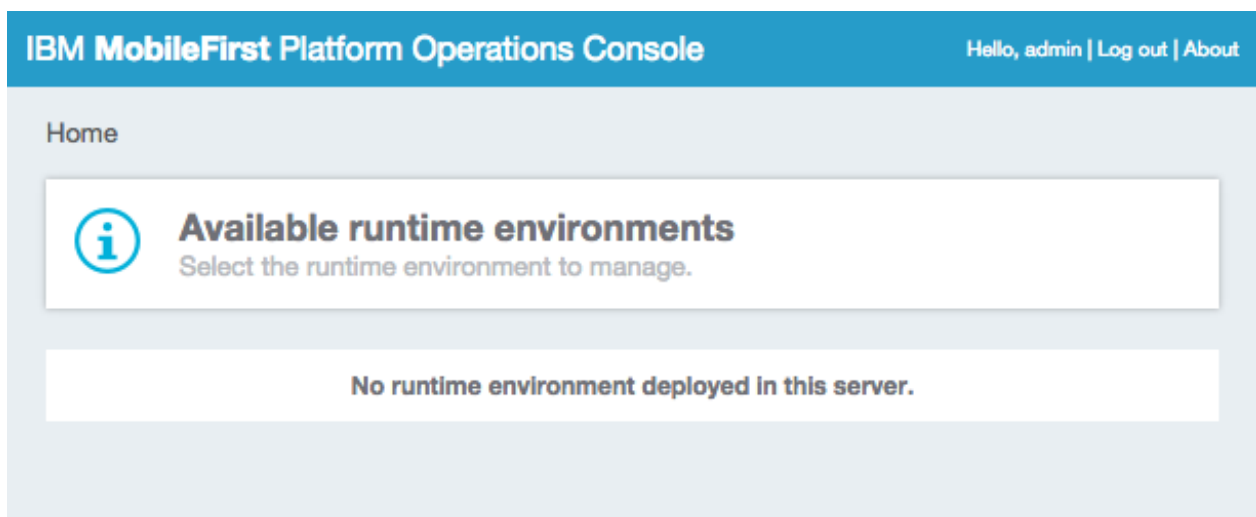 IBM MobileFirst Platform Operations Console
Hello, admin | Log out | About
Home
Available runtime environments
Select the runtime environment to manage.
No runtime environment deployed in this server.